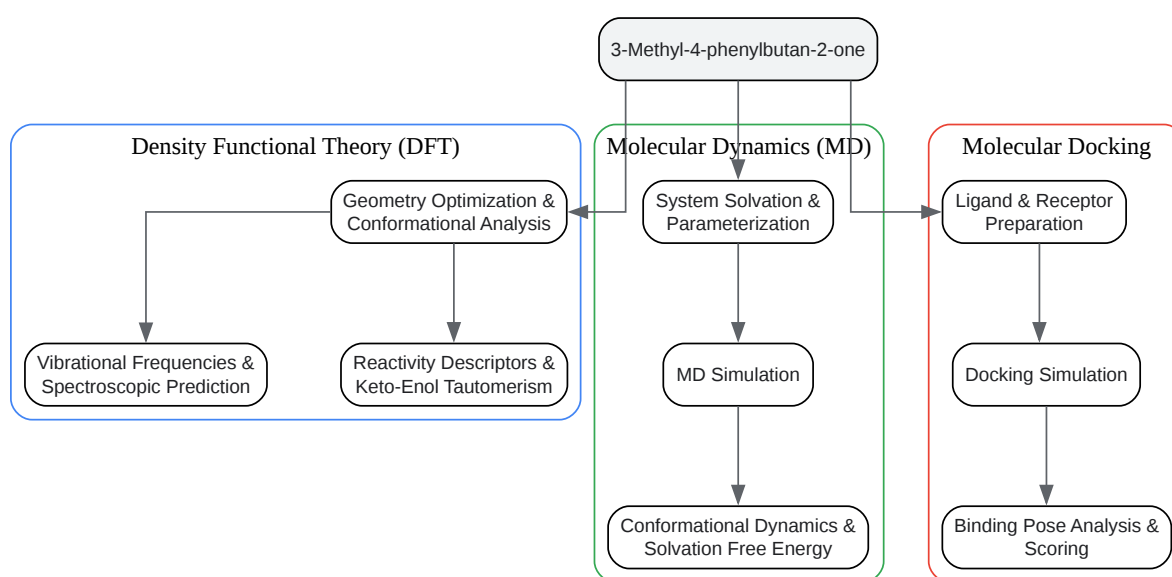 3-Methyl-4-phenylbutan-2-one
Density Functional Theory (DFT)
Geometry Optimization &
Conformational Analysis
Vibrational Frequencies &
Spectroscopic Prediction
Reactivity Descriptors &
Keto-Enol Tautomerism
Molecular Dynamics (MD)
System Solvation &
Parameterization
MD Simulation
Conformational Dynamics &
Solvation Free Energy
Molecular Docking
Ligand & Receptor
Preparation
Docking Simulation
Binding Pose Analysis &
Scoring